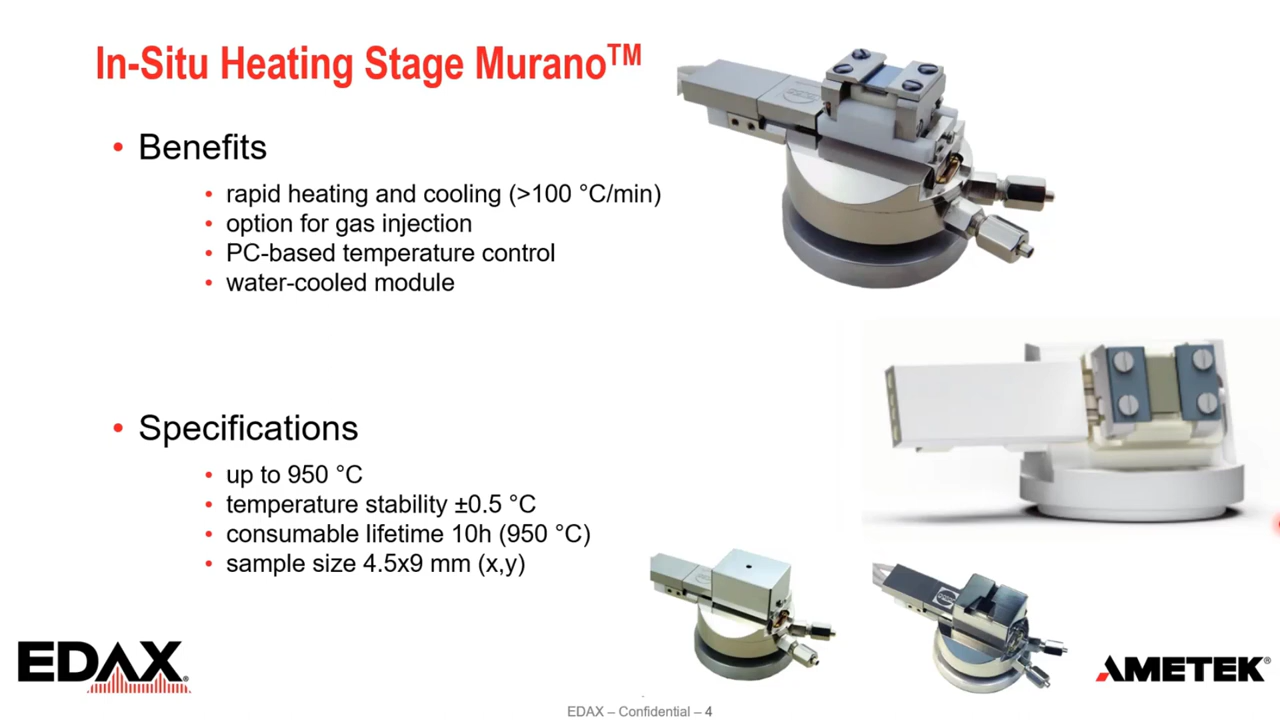 In-Situ Heating Stage Murano™
• Benefits
• rapid heating and cooling (>100 °C/min)
• option for gas injection
• PC-based temperature control
• water-cooled module
• Specifications
• up to 950 °C
• temperature stability ±0.5 °C
• consumable lifetime 10h (950 °C)
• sample size 4.5x9 mm (x,y)
EDAX®
EDAX – Confidential – 4
AMETEK®